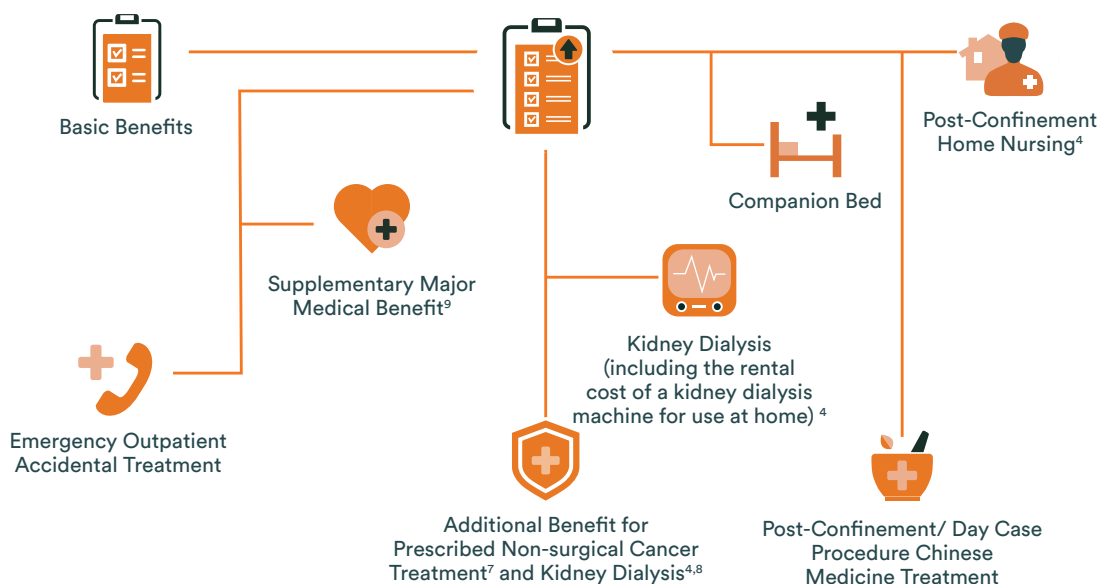 Basic Benefits
Post-Confinement
Home Nursing⁴
Companion Bed
Supplementary Major
Medical Benefit⁹
Kidney Dialysis
(including the rental
cost of a kidney dialysis
machine for use at home) ⁴
Emergency Outpatient
Accidental Treatment
Additional Benefit for
Prescribed Non-surgical Cancer
Treatment⁷ and Kidney Dialysis⁴,⁸
Post-Confinement/ Day Case
Procedure Chinese
Medicine Treatment